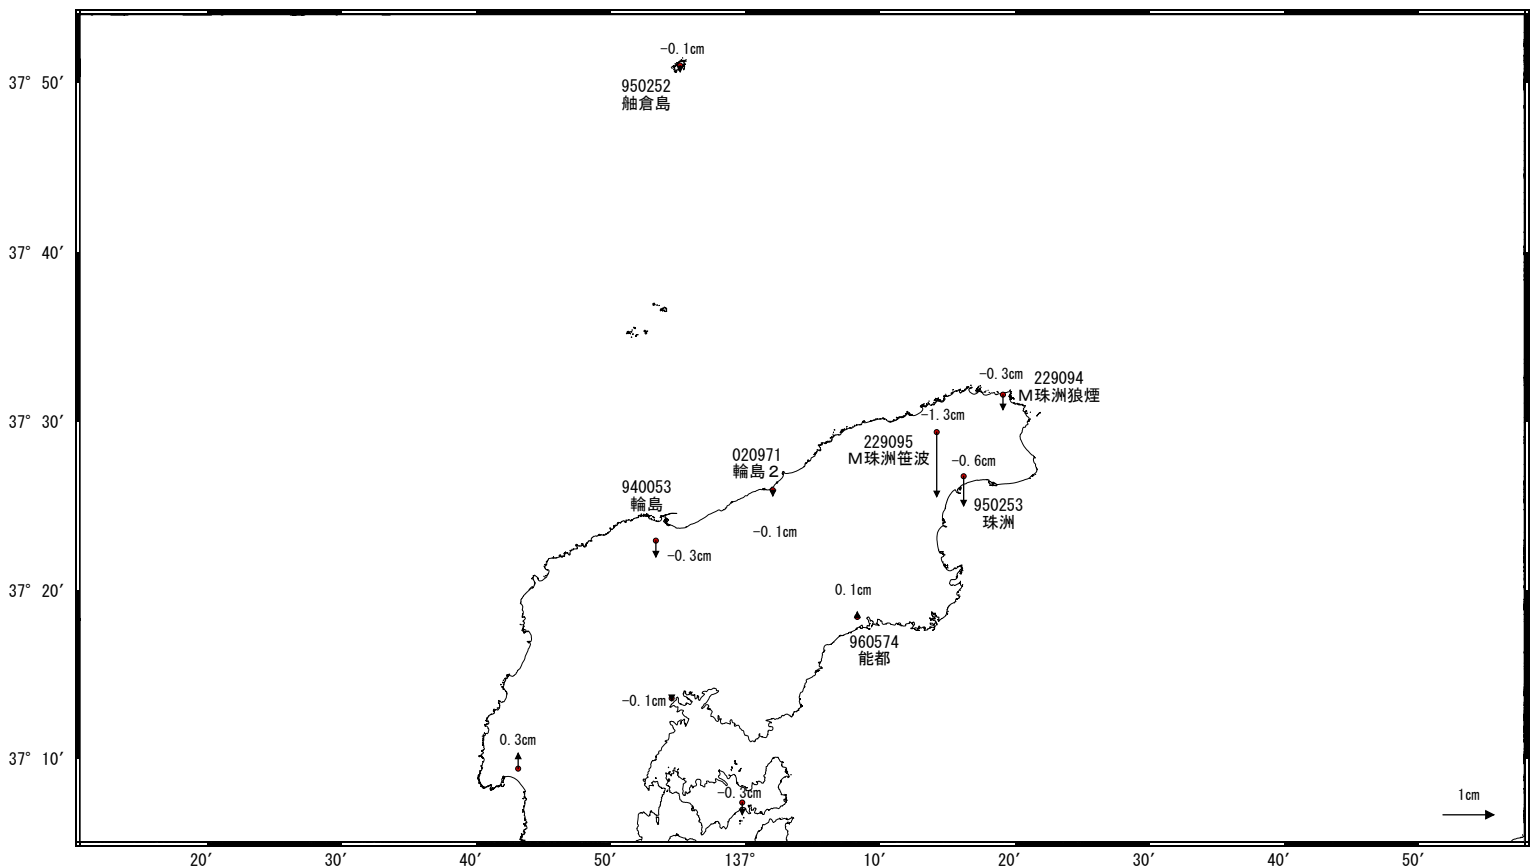 -0.1cm
37° 50′
950252
舳倉島
37° 40′
-0.3cm
229094
M珠洲狼煙
37° 30′
-1.3cm
229095
M珠洲笹波
020971
輪島2
-0.6cm
940053
輪島
950253
珠洲
-0.1cm
-0.3cm
37° 20′
0.1cm
960574
能都
-0.1cm
0.3cm
37° 10′
-0.3cm
1cm
20′ 30′ 40′ 50′ 137° 10′ 20′ 30′ 40′ 50′